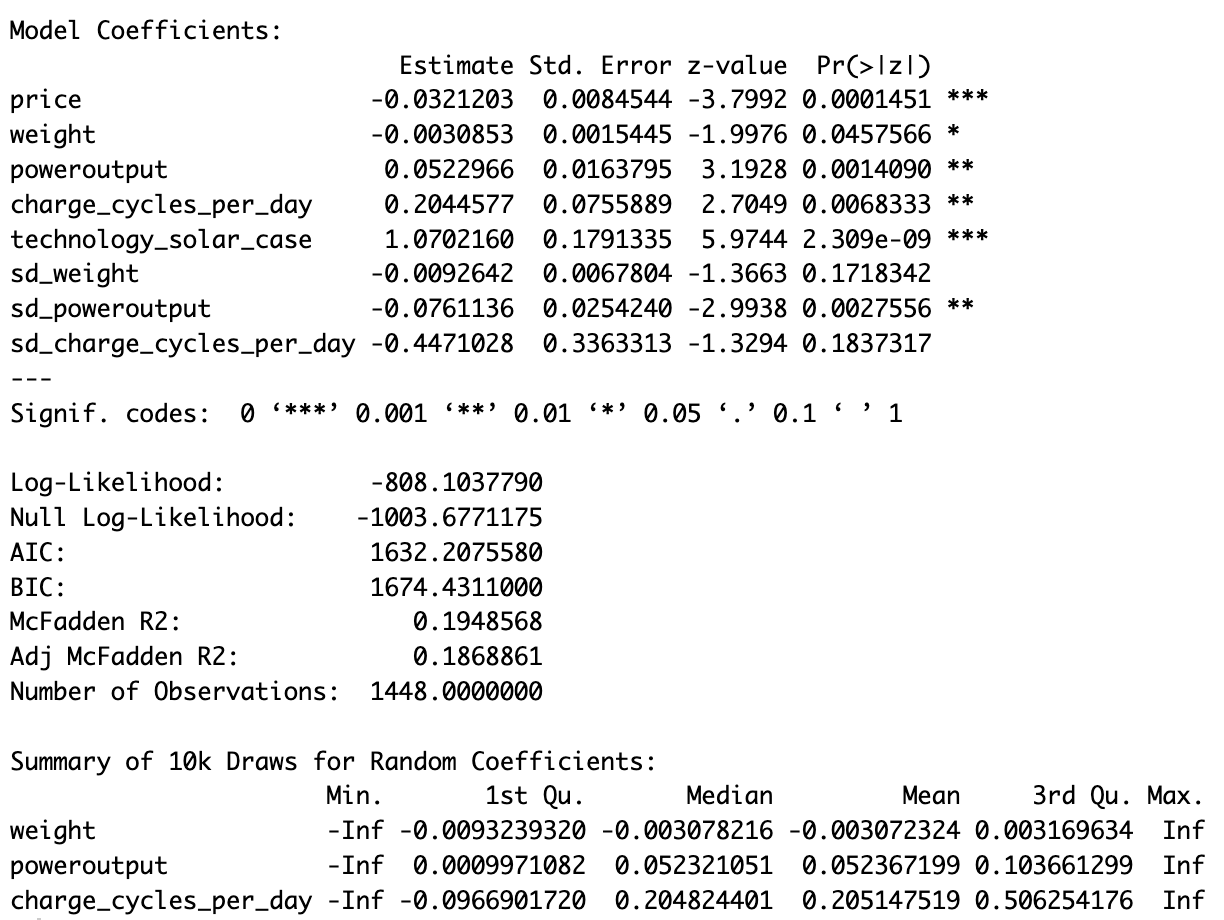 Model Coefficients:
                           Estimate Std. Error z-value  Pr(>|z|)
price                    -0.0321203  0.0084544 -3.7992 0.0001451 ***
weight                   -0.0030853  0.0015445 -1.9976 0.0457566 *
poweroutput               0.0522966  0.0163795  3.1928 0.0014090 **
charge_cycles_per_day     0.2044577  0.0755889  2.7049 0.0068333 **
technology_solar_case     1.0702160  0.1791335  5.9744 2.309e-09 ***
sd_weight                -0.0092642  0.0067804 -1.3663 0.1718342
sd_poweroutput           -0.0761136  0.0254240 -2.9938 0.0027556 **
sd_charge_cycles_per_day -0.4471028  0.3363313 -1.3294 0.1837317
---
Signif. codes:  0 ‘***’ 0.001 ‘**’ 0.01 ‘*’ 0.05 ‘.’ 0.1 ‘ ’ 1
Log-Likelihood:          -808.1037790
Null Log-Likelihood:    -1003.6771175
AIC:                     1632.2075580
BIC:                     1674.4311000
McFadden R2:                0.1948568
Adj McFadden R2:            0.1868861
Number of Observations:  1448.0000000
Summary of 10k Draws for Random Coefficients:
                      Min.       1st Qu.       Median         Mean     3rd Qu. Max.
weight                -Inf -0.0093239320 -0.003078216 -0.003072324 0.003169634  Inf
poweroutput           -Inf  0.0009971082  0.052321051  0.052367199 0.103661299  Inf
charge_cycles_per_day -Inf -0.0966901720  0.204824401  0.205147519 0.506254176  Inf